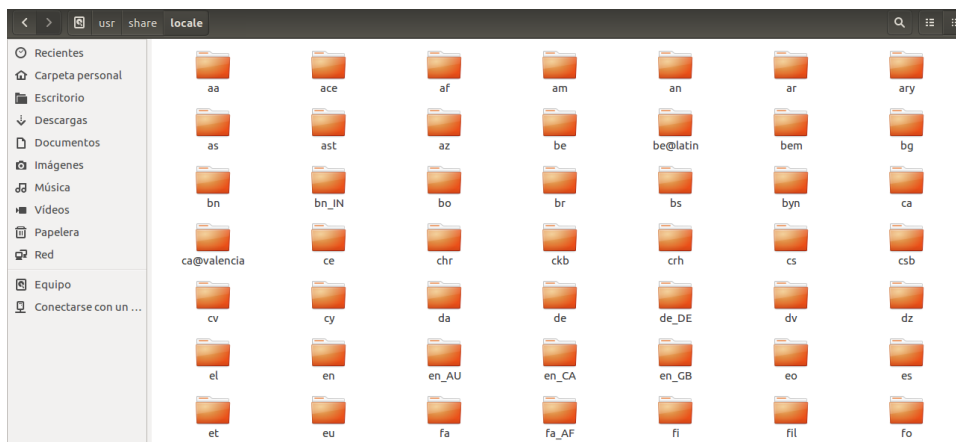 usr share locale
Recientes
Carpeta personal
Escritorio
Descargas
Documentos
Imágenes
Música
Vídeos
Papelera
Red
Equipo
Conectarse con un …
aa ace af am an ar ary
as ast az be be@latin bem bg
bn bn_IN bo br bs byn ca
ca@valencia ce chr ckb crh cs csb
cv cy da de de_DE dv dz
el en en_AU en_CA en_GB eo es
et eu fa fa_AF fi fil fo